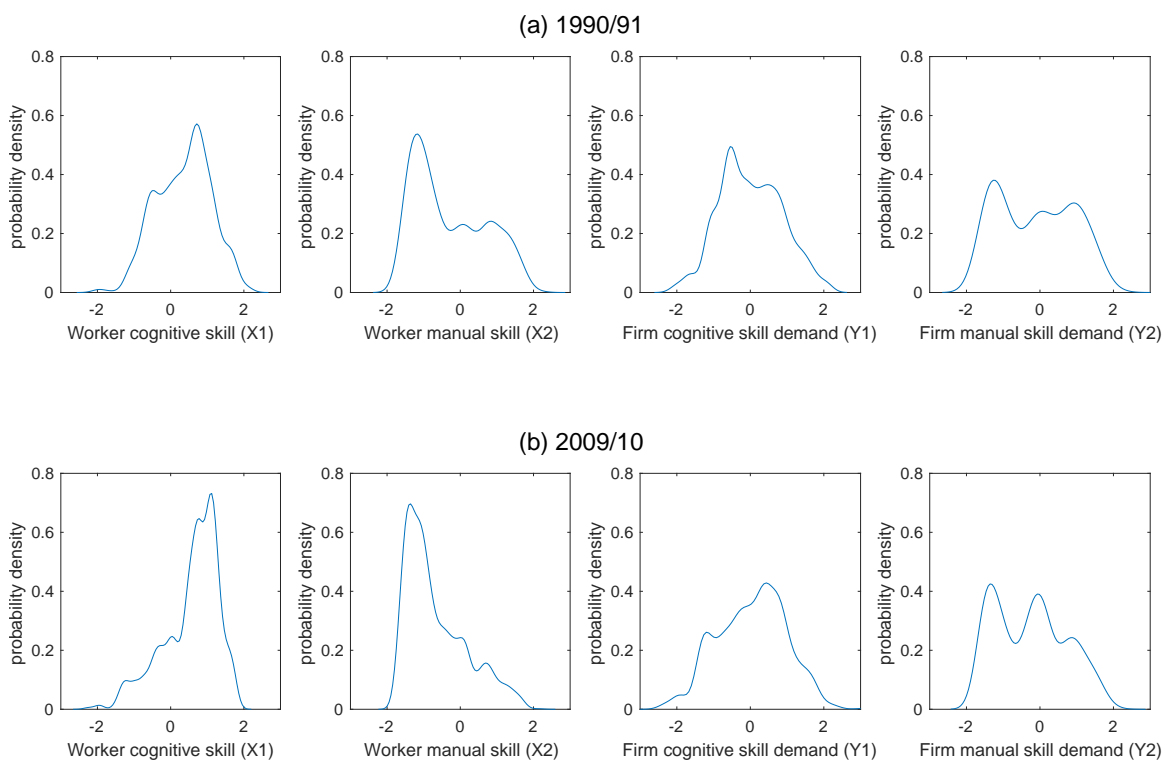 (a) 1990/91
0.8
0.6
0.4
0.2
0
probability density
-2 0 2
Worker cognitive skill (X1)
0.8
0.6
0.4
0.2
0
probability density
-2 0 2
Worker manual skill (X2)
0.8
0.6
0.4
0.2
0
probability density
-2 0 2
Firm cognitive skill demand (Y1)
0.8
0.6
0.4
0.2
0
probability density
-2 0 2
Firm manual skill demand (Y2)
(b) 2009/10
0.8
0.6
0.4
0.2
0
probability density
-2 0 2
Worker cognitive skill (X1)
0.8
0.6
0.4
0.2
0
probability density
-2 0 2
Worker manual skill (X2)
0.8
0.6
0.4
0.2
0
probability density
-2 0 2
Firm cognitive skill demand (Y1)
0.8
0.6
0.4
0.2
0
probability density
-2 0 2
Firm manual skill demand (Y2)